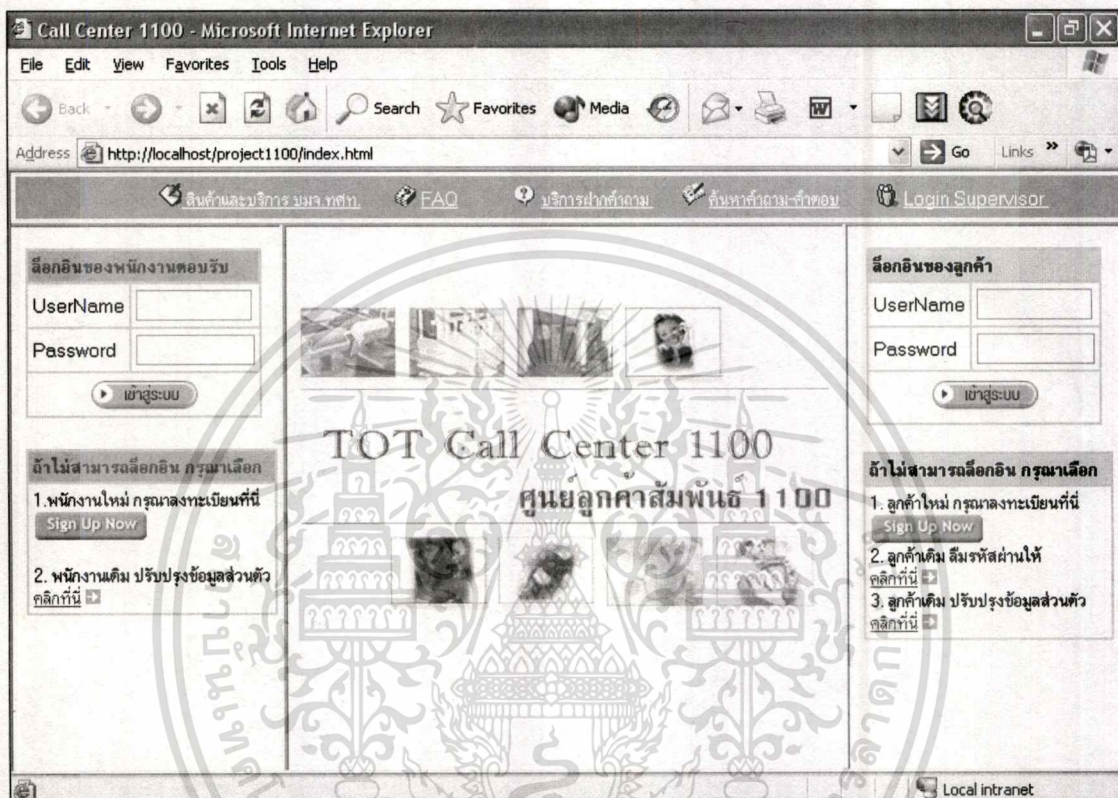 Call Center 1100 - Microsoft Internet Explorer
File Edit View Favorites Tools Help
Back Search Favorites Media
Address http://localhost/project1100/index.html Go Links »
สินค้าและบริการ บมจ.ทศท. FAQ บริการฝากคำถาม ค้นหาคำถาม-คำตอบ Login Supervisor
ล็อกอินของพนักงานตอบรับ
UserName
Password
เข้าสู่ระบบ
ถ้าไม่สามารถล็อกอิน กรุณาเลือก
1.พนักงานใหม่ กรุณาลงทะเบียนที่นี่
Sign Up Now
2. พนักงานเดิม ปรับปรุงข้อมูลส่วนตัว
คลิกที่นี่
TOT Call Center 1100
ศูนย์ลูกค้าสัมพันธ์ 1100
ล็อกอินของลูกค้า
UserName
Password
เข้าสู่ระบบ
ถ้าไม่สามารถล็อกอิน กรุณาเลือก
1. ลูกค้าใหม่ กรุณาลงทะเบียนที่นี่
Sign Up Now
2. ลูกค้าเดิม ลืมรหัสผ่านให้
คลิกที่นี่
3. ลูกค้าเดิม ปรับปรุงข้อมูลส่วนตัว
คลิกที่นี่
Local intranet